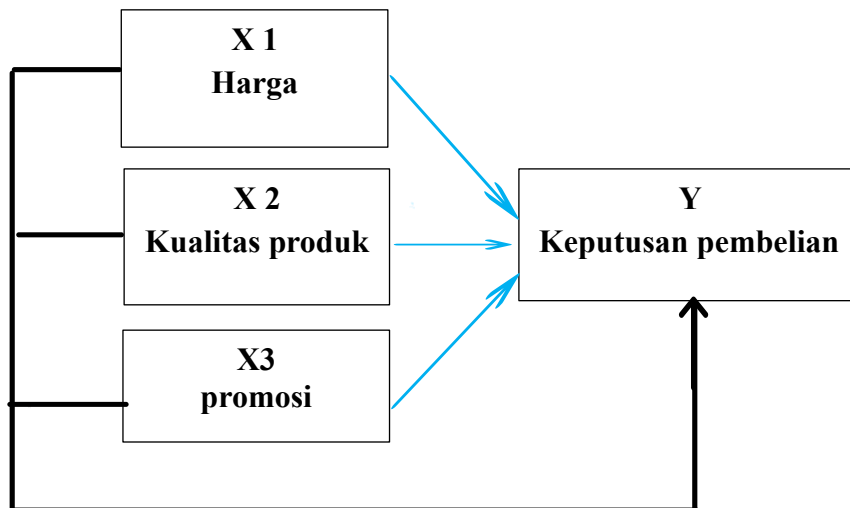 X 1
Harga
X 2
Kualitas produk
X3
promosi
Y
Keputusan pembelian